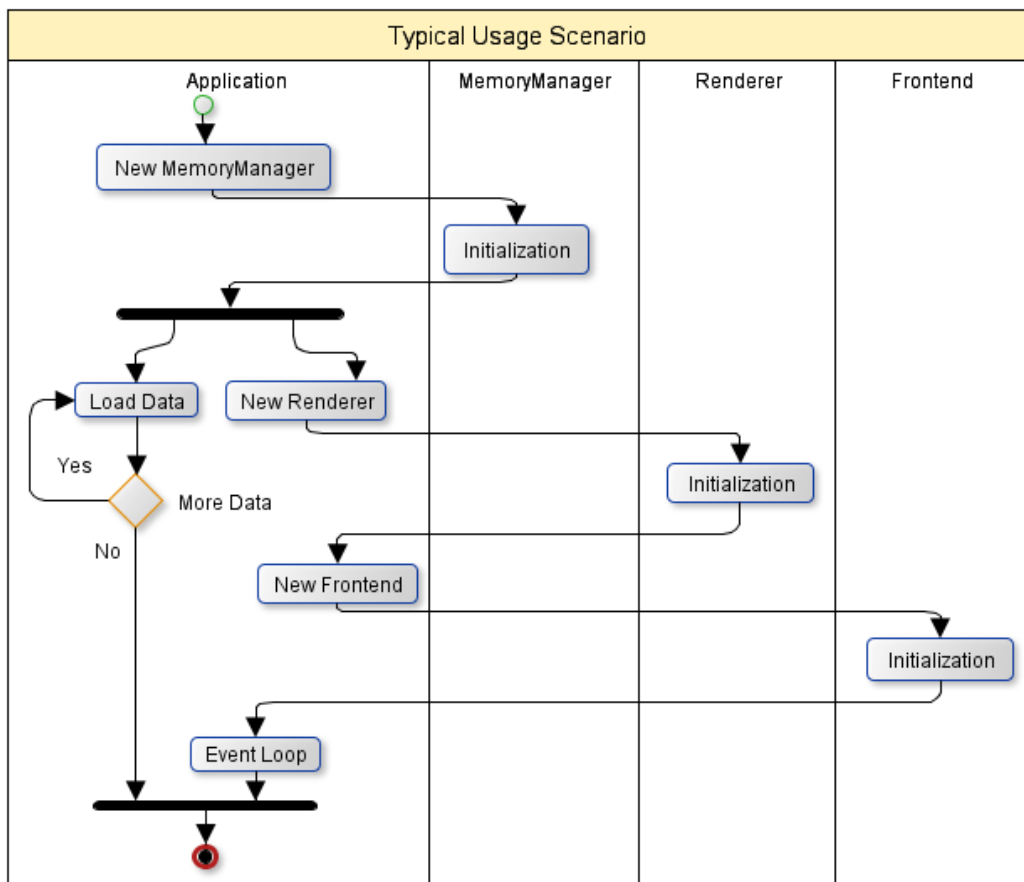 Typical Usage Scenario
Application
MemoryManager
Renderer
Frontend
New MemoryManager
Initialization
Load Data
New Renderer
Yes
Initialization
More Data
No
New Frontend
Initialization
Event Loop